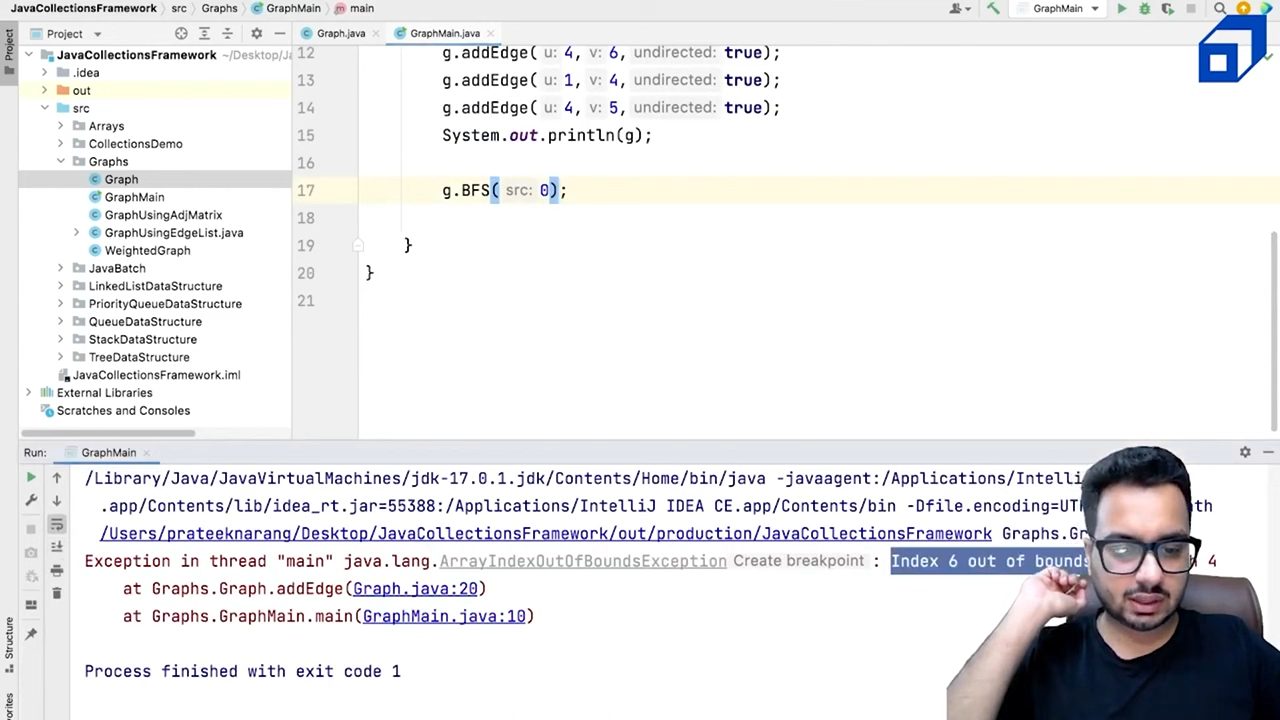 JavaCollectionsFramework › src › Graphs › GraphMain › main
GraphMain
Project
Graph.java
GraphMain.java
Project
JavaCollectionsFramework ~/Desktop/Ja
.idea
out
src
Arrays
CollectionsDemo
Graphs
Graph
GraphMain
GraphUsingAdjMatrix
GraphUsingEdgeList.java
WeightedGraph
JavaBatch
LinkedListDataStructure
PriorityQueueDataStructure
QueueDataStructure
StackDataStructure
TreeDataStructure
JavaCollectionsFramework.iml
External Libraries
Scratches and Consoles
12 g.addEdge( u: 4, v: 6, undirected: true);
13 g.addEdge( u: 1, v: 4, undirected: true);
14 g.addEdge( u: 4, v: 5, undirected: true);
15 System.out.println(g);
16
17 g.BFS( src: 0);
18
19 }
20 }
21
Run: GraphMain
/Library/Java/JavaVirtualMachines/jdk-17.0.1.jdk/Contents/Home/bin/java -javaagent:/Applications/IntelliJ
.app/Contents/lib/idea_rt.jar=55388:/Applications/IntelliJ IDEA CE.app/Contents/bin -Dfile.encoding=UT
/Users/prateeknarang/Desktop/JavaCollectionsFramework/out/production/JavaCollectionsFramework Graphs.G
Exception in thread "main" java.lang.ArrayIndexOutOfBoundsException Create breakpoint : Index 6 out of bounds 4
at Graphs.Graph.addEdge(Graph.java:20)
at Graphs.GraphMain.main(GraphMain.java:10)
Process finished with exit code 1
Structure